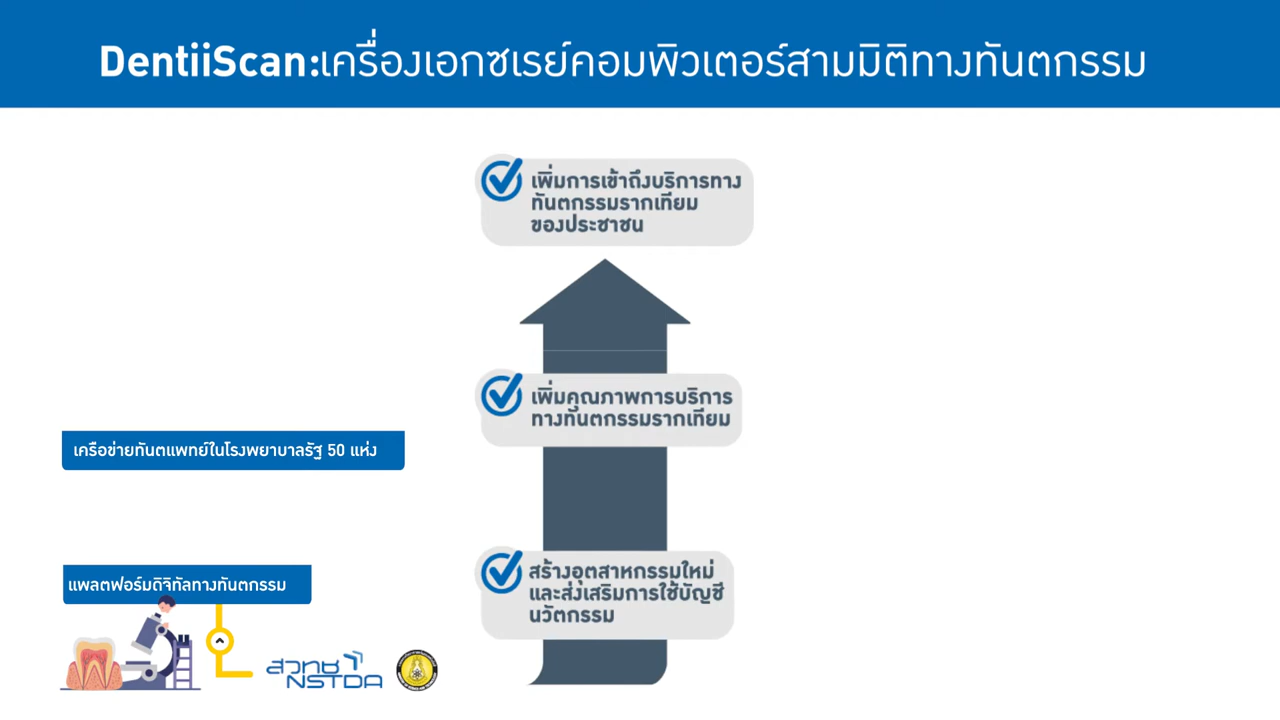 DentiiScan:เครื่องเอกซเรย์คอมพิวเตอร์สามมิติทางทันตกรรม
เพิ่มการเข้าถึงบริการทาง
ทันตกรรมรากเทียม
ของประชาชน
เพิ่มคุณภาพการบริการ
ทางทันตกรรมรากเทียม
เครือข่ายทันตแพทย์ในโรงพยาบาลรัฐ 50 แห่ง
สร้างอุตสาหกรรมใหม่
และส่งเสริมการใช้บัญชี
นวัตกรรม
แพลตฟอร์มดิจิทัลทางทันตกรรม
สวทช
NSTDA